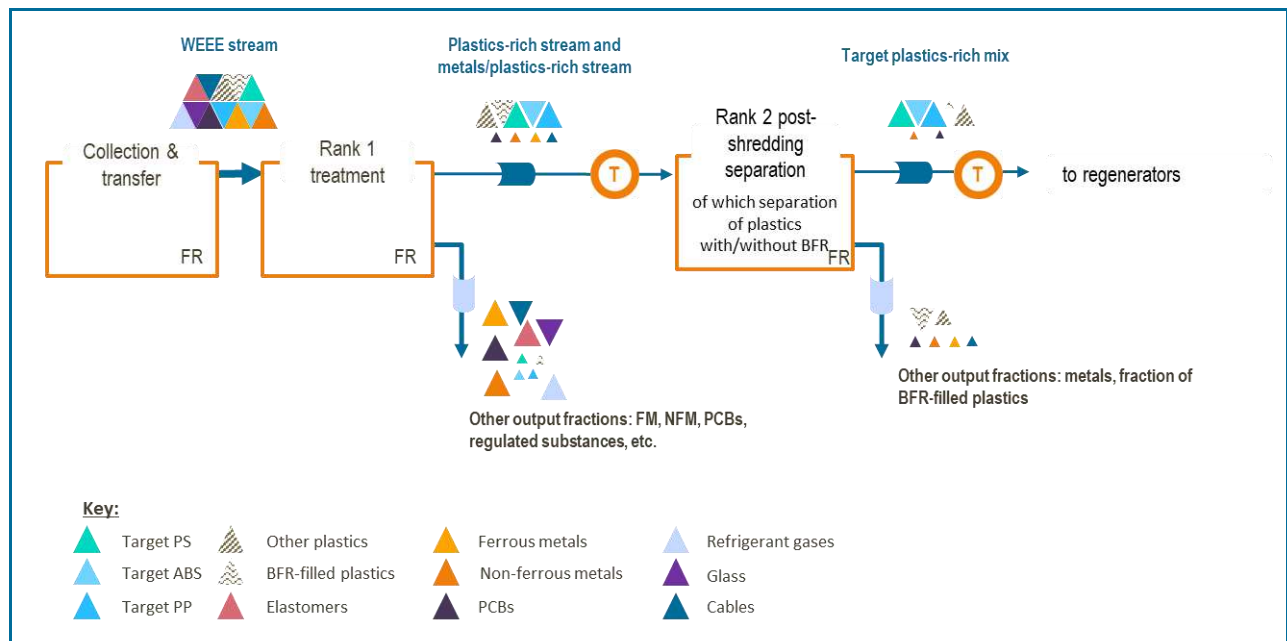 WEEE stream
Plastics-rich stream and
metals/plastics-rich stream
Target plastics-rich mix
Collection &
transfer
FR
Rank 1
treatment
FR
T
Rank 2 post-
shredding
separation
of which separation
of plastics
with/without BFR
FR
T
to regenerators
Other output fractions: FM, NFM, PCBs,
regulated substances, etc.
Other output fractions: metals, fraction of
BFR-filled plastics
Key:
Target PS
Other plastics
Ferrous metals
Refrigerant gases
Target ABS
BFR-filled plastics
Non-ferrous metals
Glass
Target PP
Elastomers
PCBs
Cables